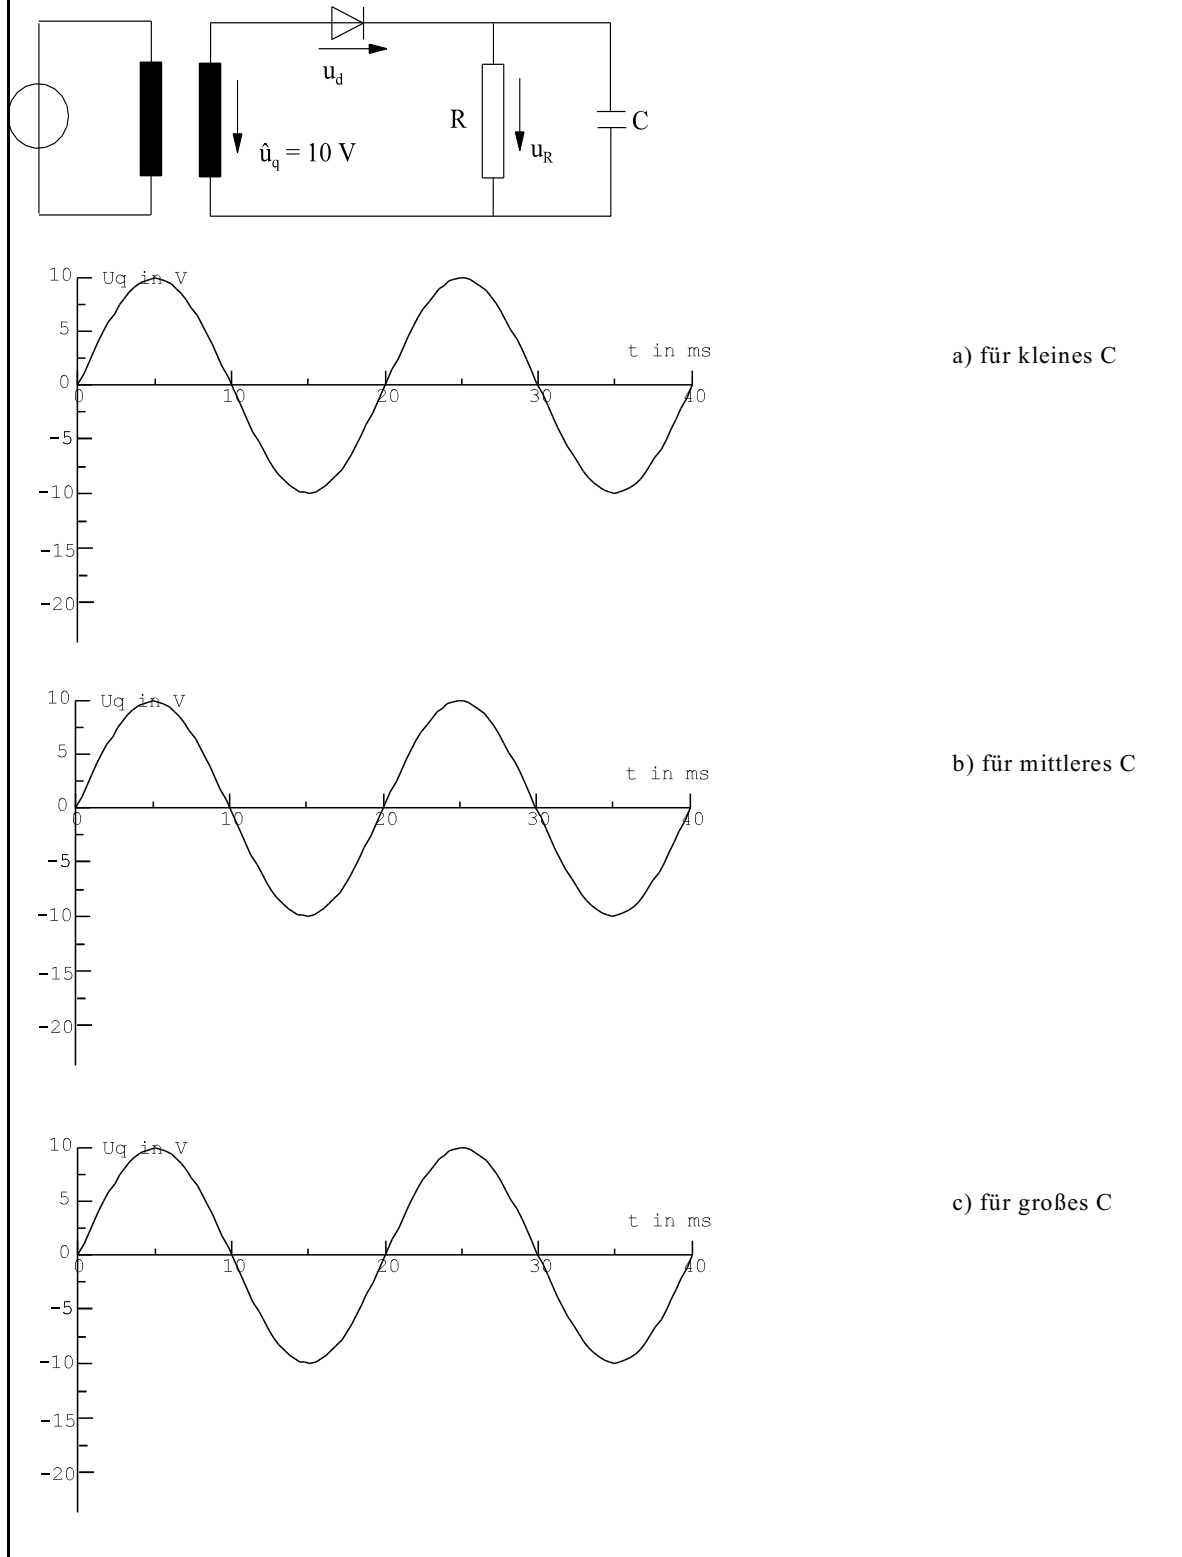 u_d
R
C
û_q = 10 V
u_R
10 Uq in V
5
t in ms
a) für kleines C
0
0 10 20 30 40
-5
-10
-15
-20
10 Uq in V
5
b) für mittleres C
t in ms
0
0 10 20 30 40
-5
-10
-15
-20
10 Uq in V
5
c) für großes C
t in ms
0
0 10 20 30 40
-5
-10
-15
-20